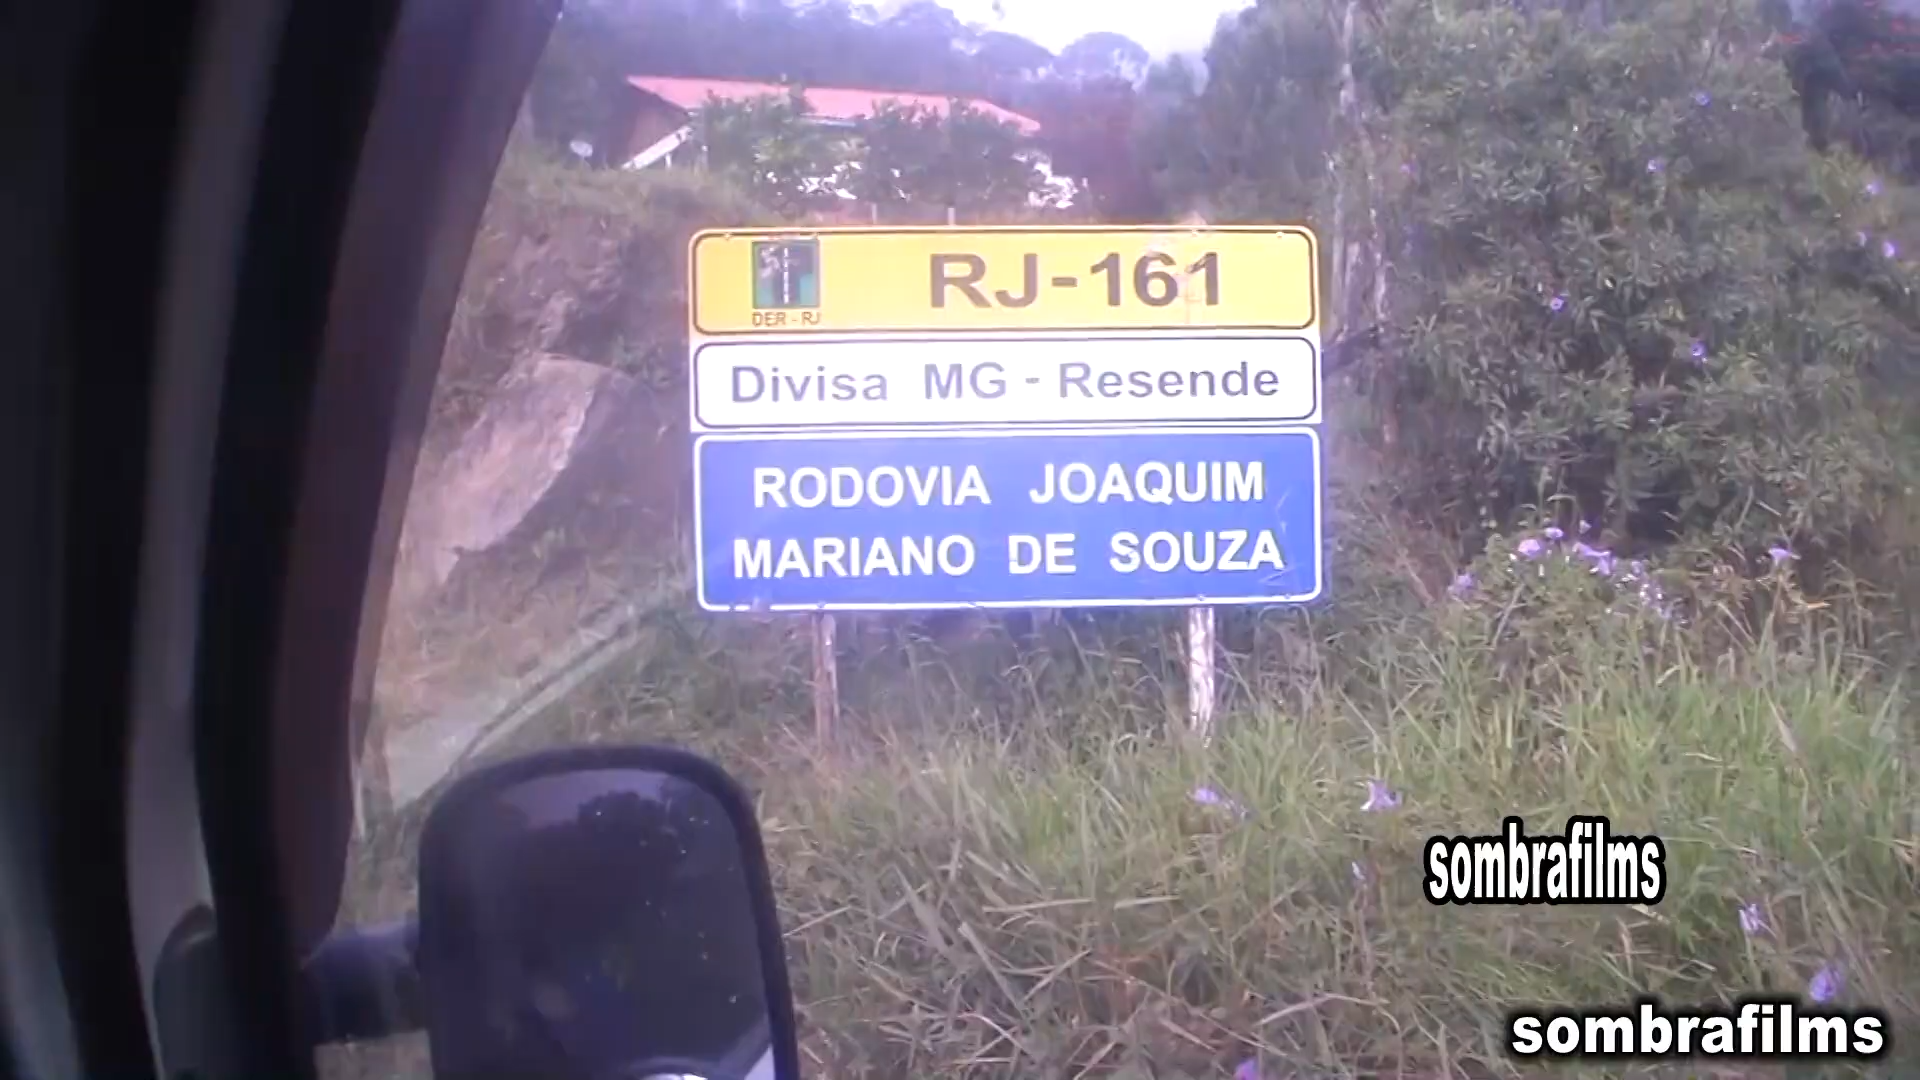 RJ-161
DER - RJ
Divisa MG - Resende
RODOVIA JOAQUIM
MARIANO DE SOUZA
sombrafilms
sombrafilms